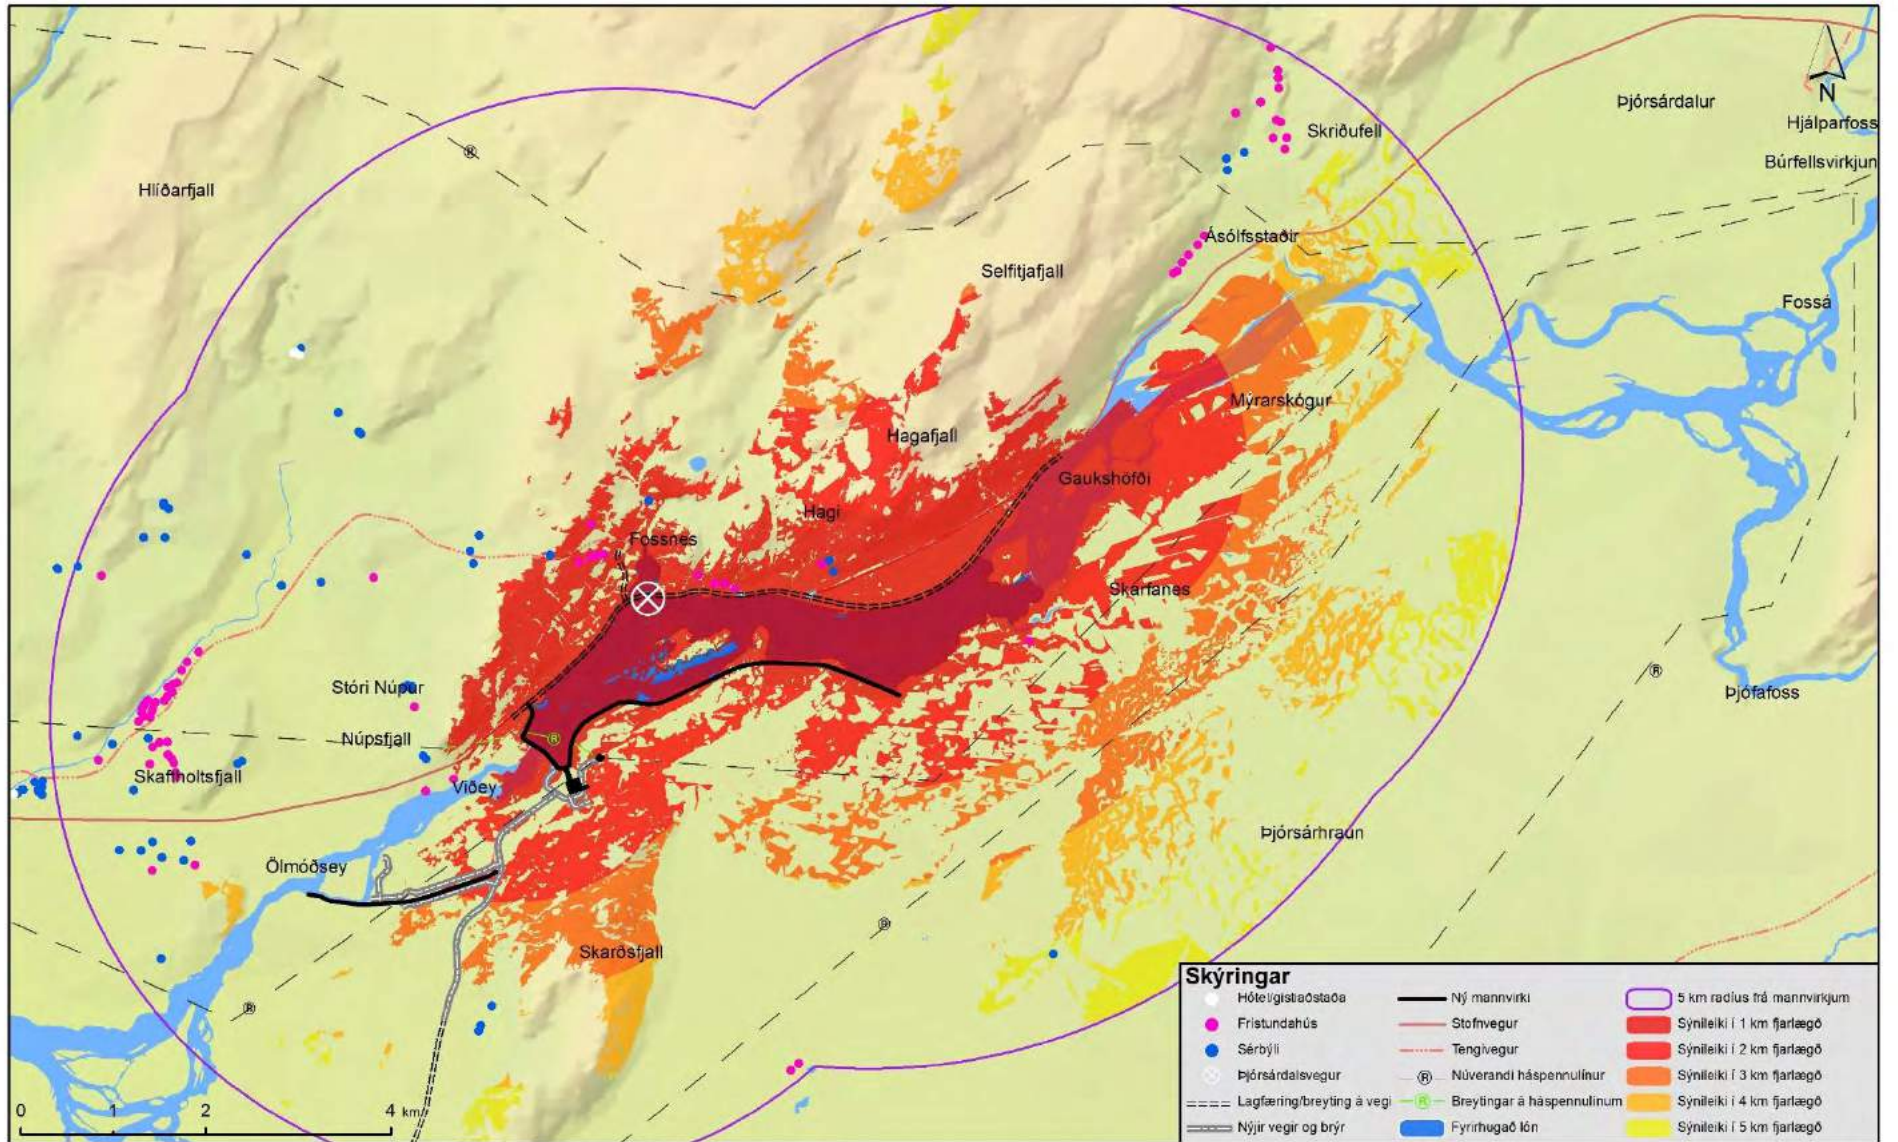 Þjórsárdalur
N
Hjálparfoss
Skriðufell
Búrfellsvirkjun
Hlíðarfjall
Ásólfsstaðir
Selfitjafjall
Fossá
Mýrarskógur
Hagafjall
Gaukshöfði
Hagi
Fossnes
Skarfanes
Stóri Núpur
Þjófafoss
Núpsfjall
Skaftholtsfjall
Viðey
Þjórsárhraun
Ölmóðsey
Skarðsfjall
0 1 2 4 km
Skýringar
Hótel/gistiaðstaða
Frístundahús
Sérbýli
Þjórsárdalsvegur
Lagfæring/breyting á vegi
Nýjir vegir og brýr
Ný mannvirki
Stofnvegur
Tengivegur
Núverandi háspennulínur
Breytingar á háspennulínum
Fyrirhugað lón
5 km radíus frá mannvirkjum
Sýnileiki í 1 km fjarlægð
Sýnileiki í 2 km fjarlægð
Sýnileiki í 3 km fjarlægð
Sýnileiki í 4 km fjarlægð
Sýnileiki í 5 km fjarlægð